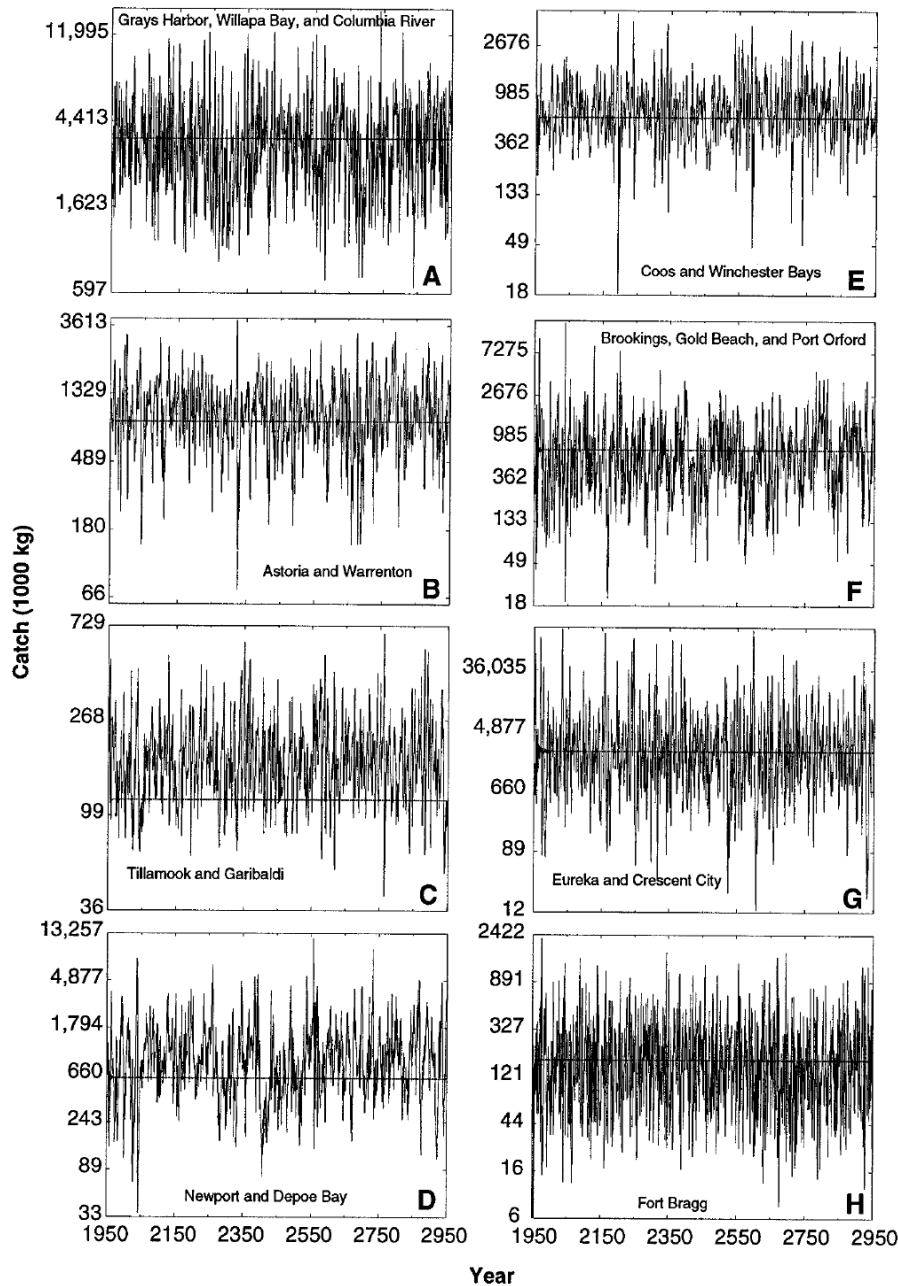 Grays Harbor, Willapa Bay, and Columbia River
11,995
4,413
1,623
597
A
3613
1329
489
180
66
Astoria and Warrenton
B
729
268
99
36
Tillamook and Garibaldi
C
13,257
4,877
1,794
660
243
89
33
Newport and Depoe Bay
D
1950 2150 2350 2550 2750 2950
2676
985
362
133
49
18
Coos and Winchester Bays
E
Brookings, Gold Beach, and Port Orford
7275
2676
985
362
133
49
18
F
36,035
4,877
660
89
12
Eureka and Crescent City
G
2422
891
327
121
44
16
6
Fort Bragg
H
1950 2150 2350 2550 2750 2950
Catch (1000 kg)
Year